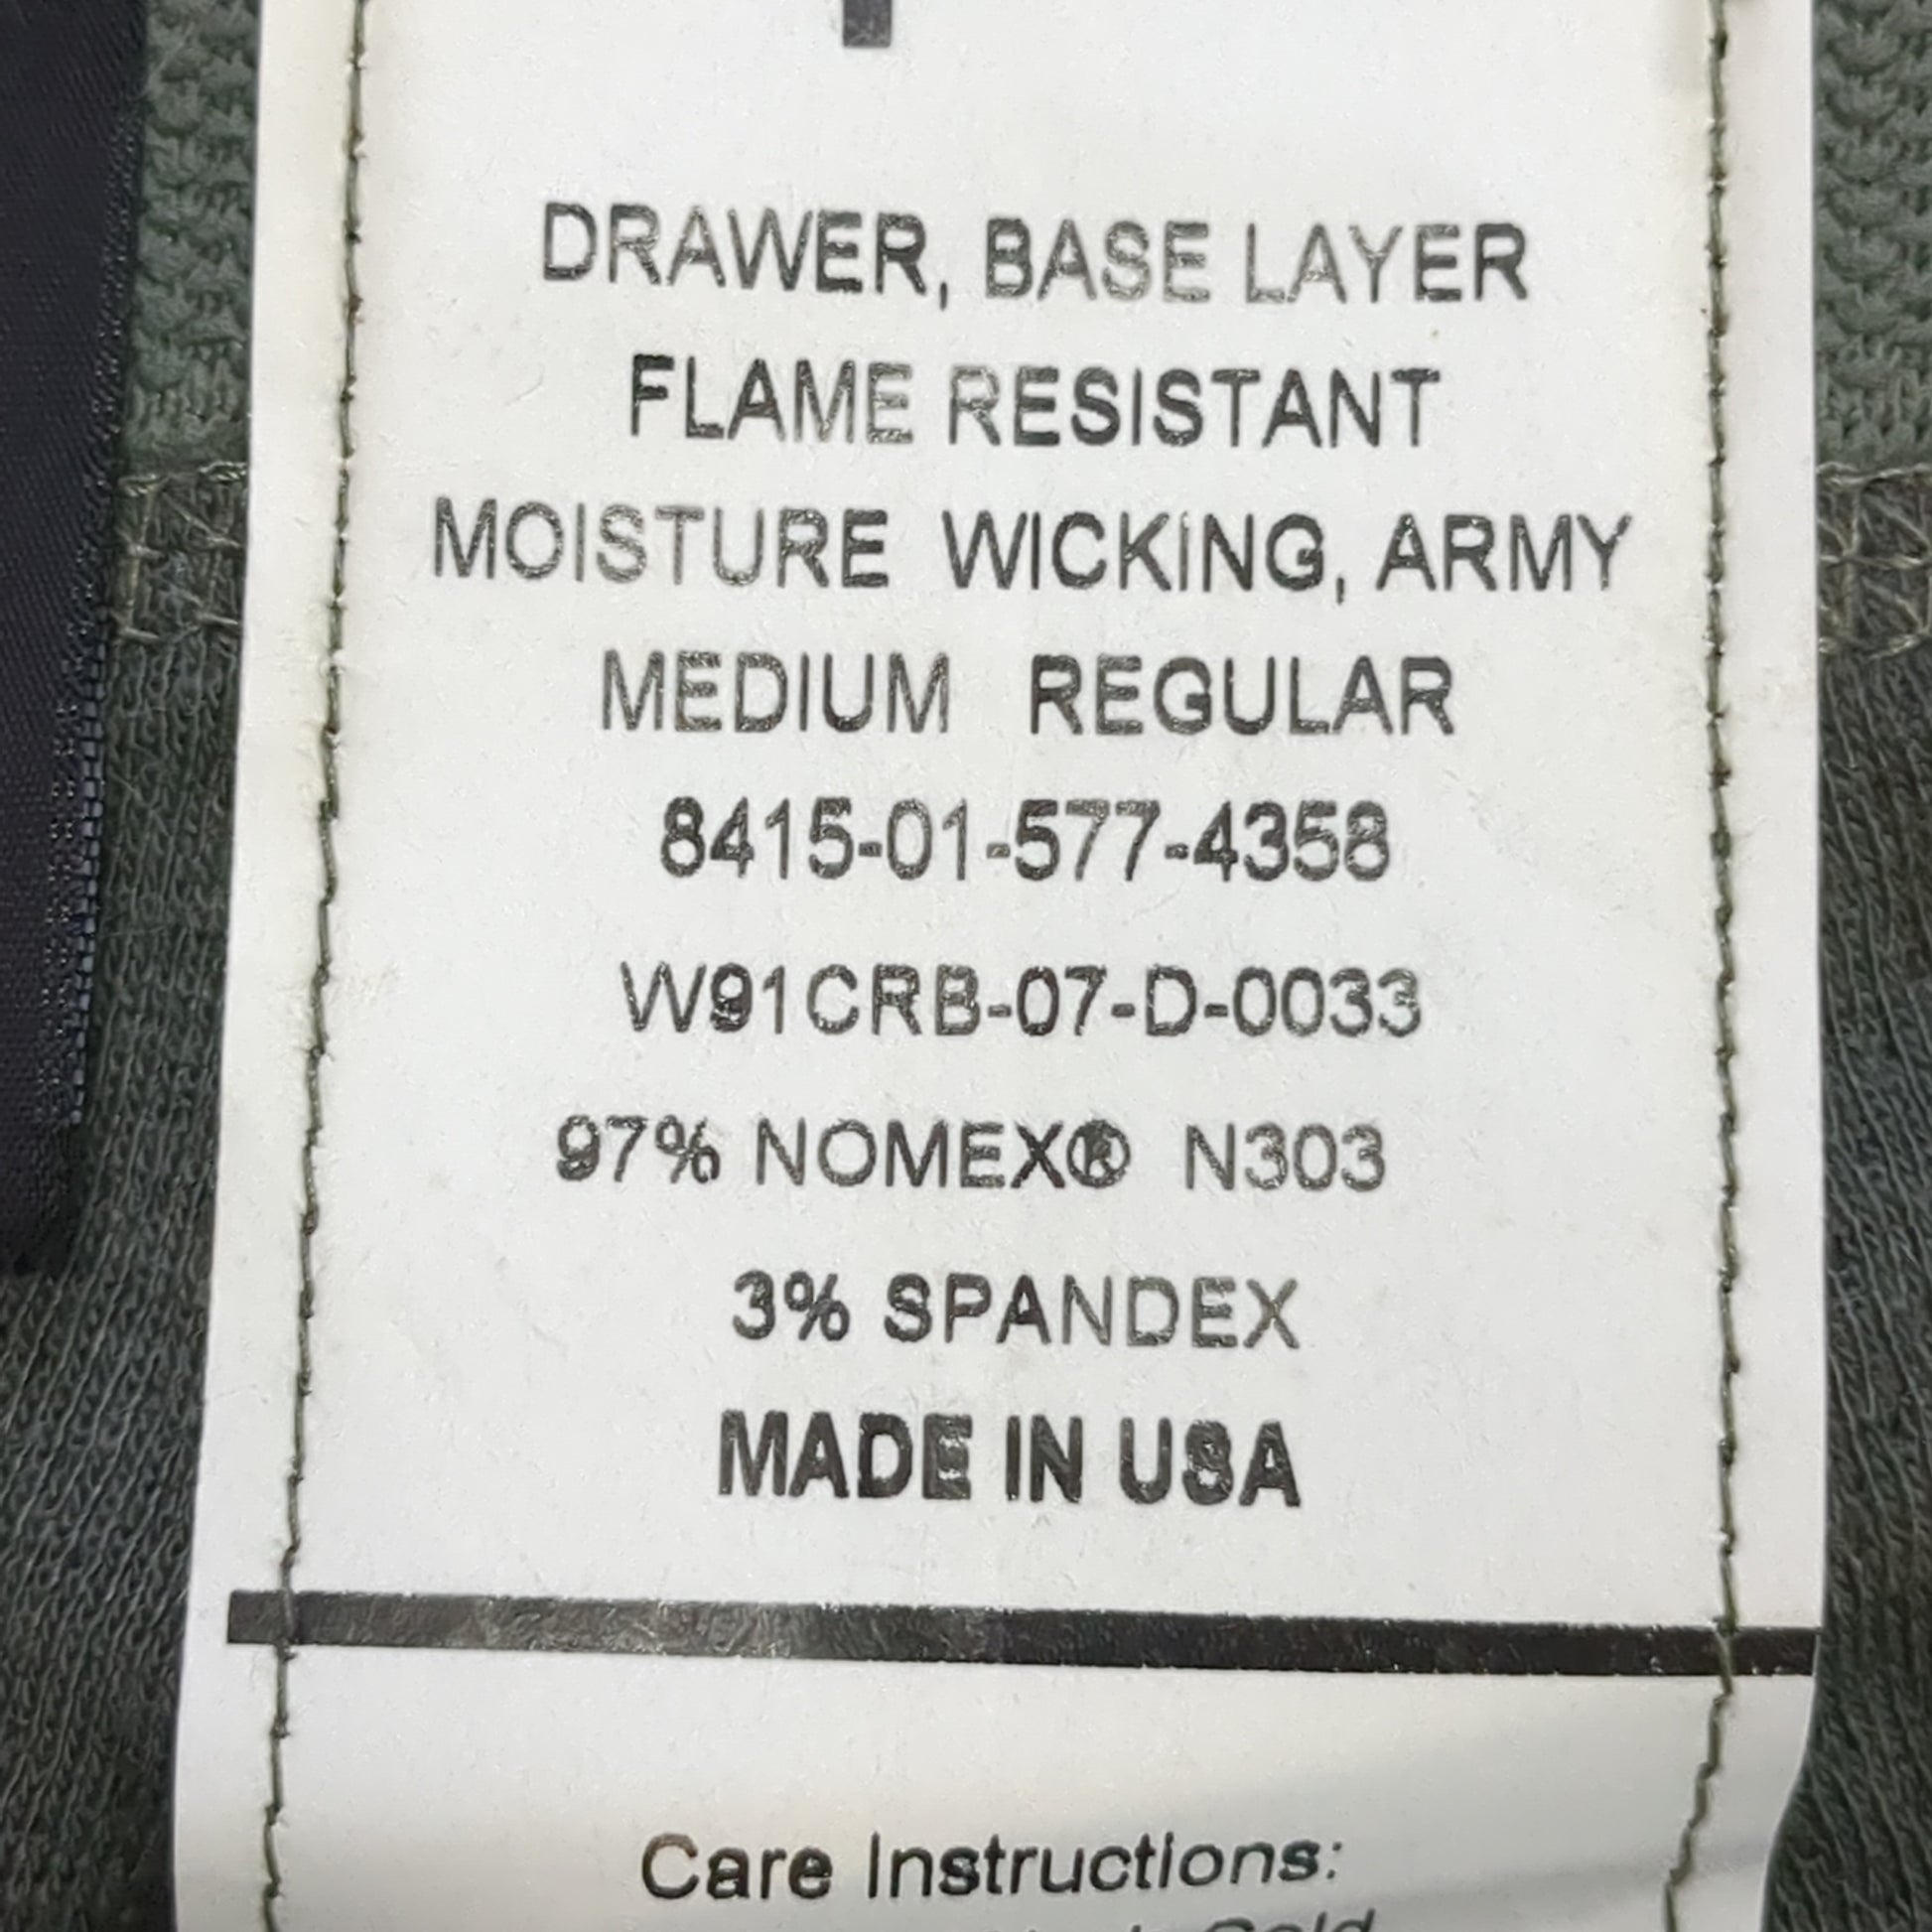 DRAWER, BASE LAYER
FLAME RESISTANT
MOISTURE WICKING, ARMY
MEDIUM REGULAR
8415-01-577-4358
W91CRB-07-D-0033
97% NOMEX® N303
3% SPANDEX
MADE IN USA
Care Instructions:
Cold